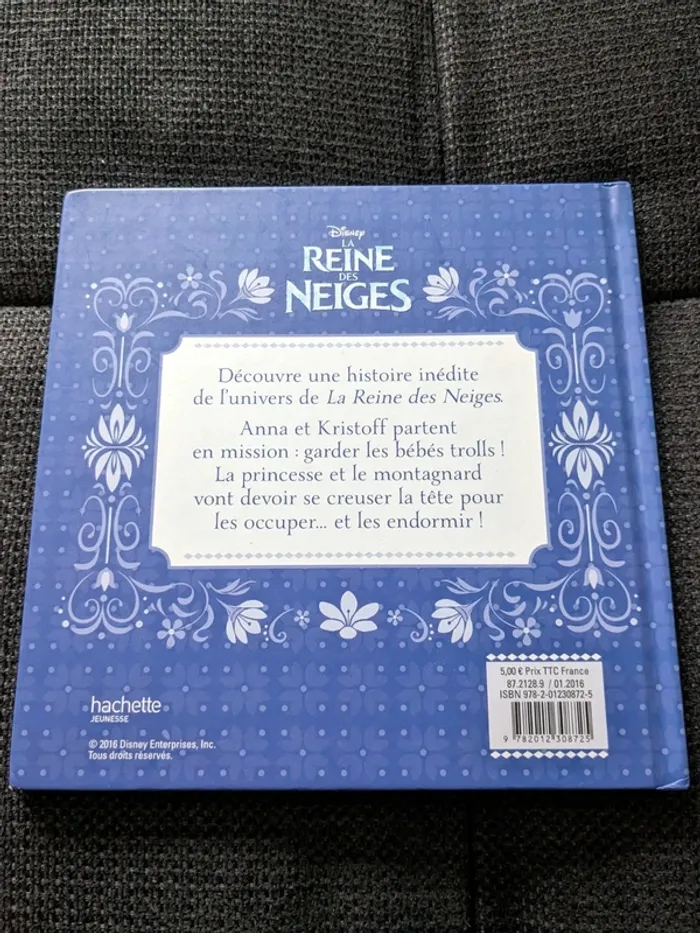 Disney
LA
REINE
DES
NEIGES
Découvre une histoire inédite
de l'univers de La Reine des Neiges.
Anna et Kristoff partent
en mission : garder les bébés trolls !
La princesse et le montagnard
vont devoir se creuser la tête pour
les occuper... et les endormir !
5,00 € Prix TTC France
87.2128.9 / 01.2016
ISBN 978-2-01230872-5
9 782012 308725
hachette
JEUNESSE
© 2016 Disney Enterprises, Inc.
Tous droits réservés.